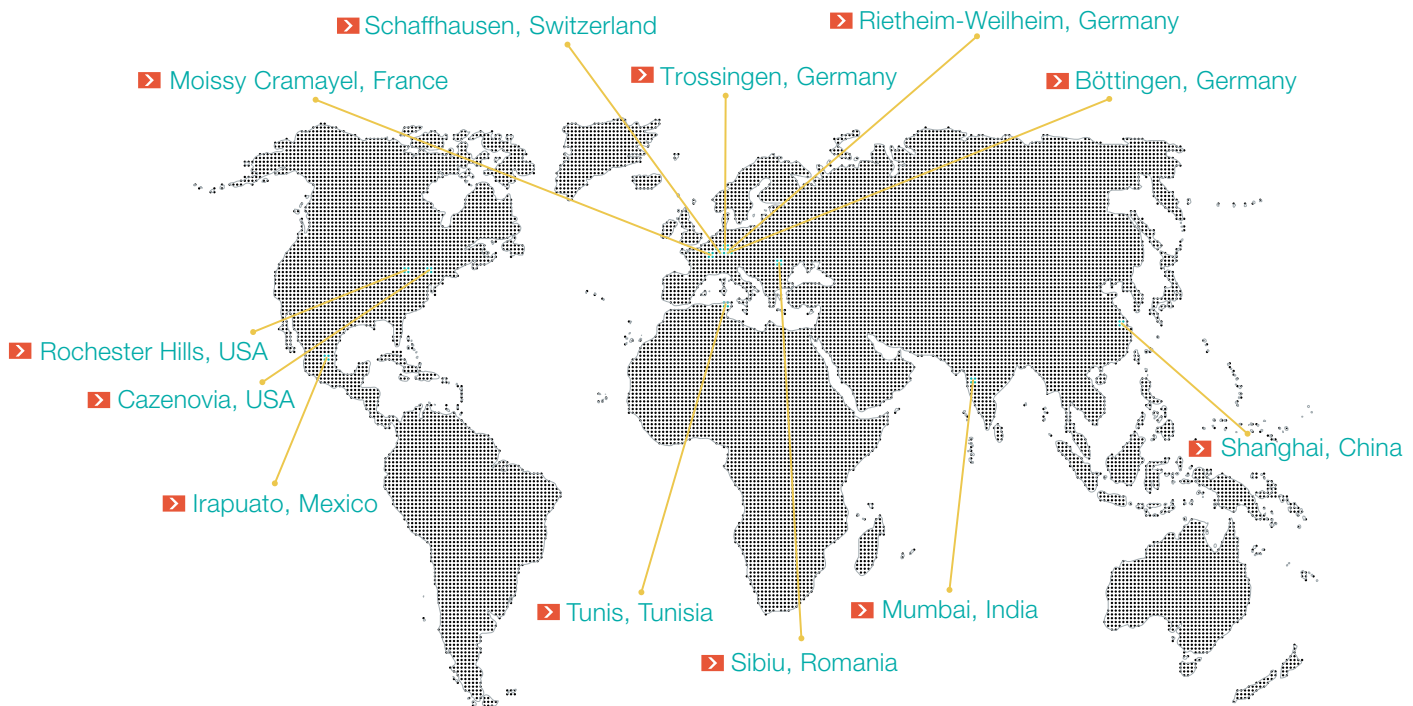 Schaffhausen, Switzerland
Rietheim-Weilheim, Germany
Moissy Cramayel, France
Trossingen, Germany
Böttingen, Germany
Rochester Hills, USA
Cazenovia, USA
Shanghai, China
Irapuato, Mexico
Tunis, Tunisia
Mumbai, India
Sibiu, Romania